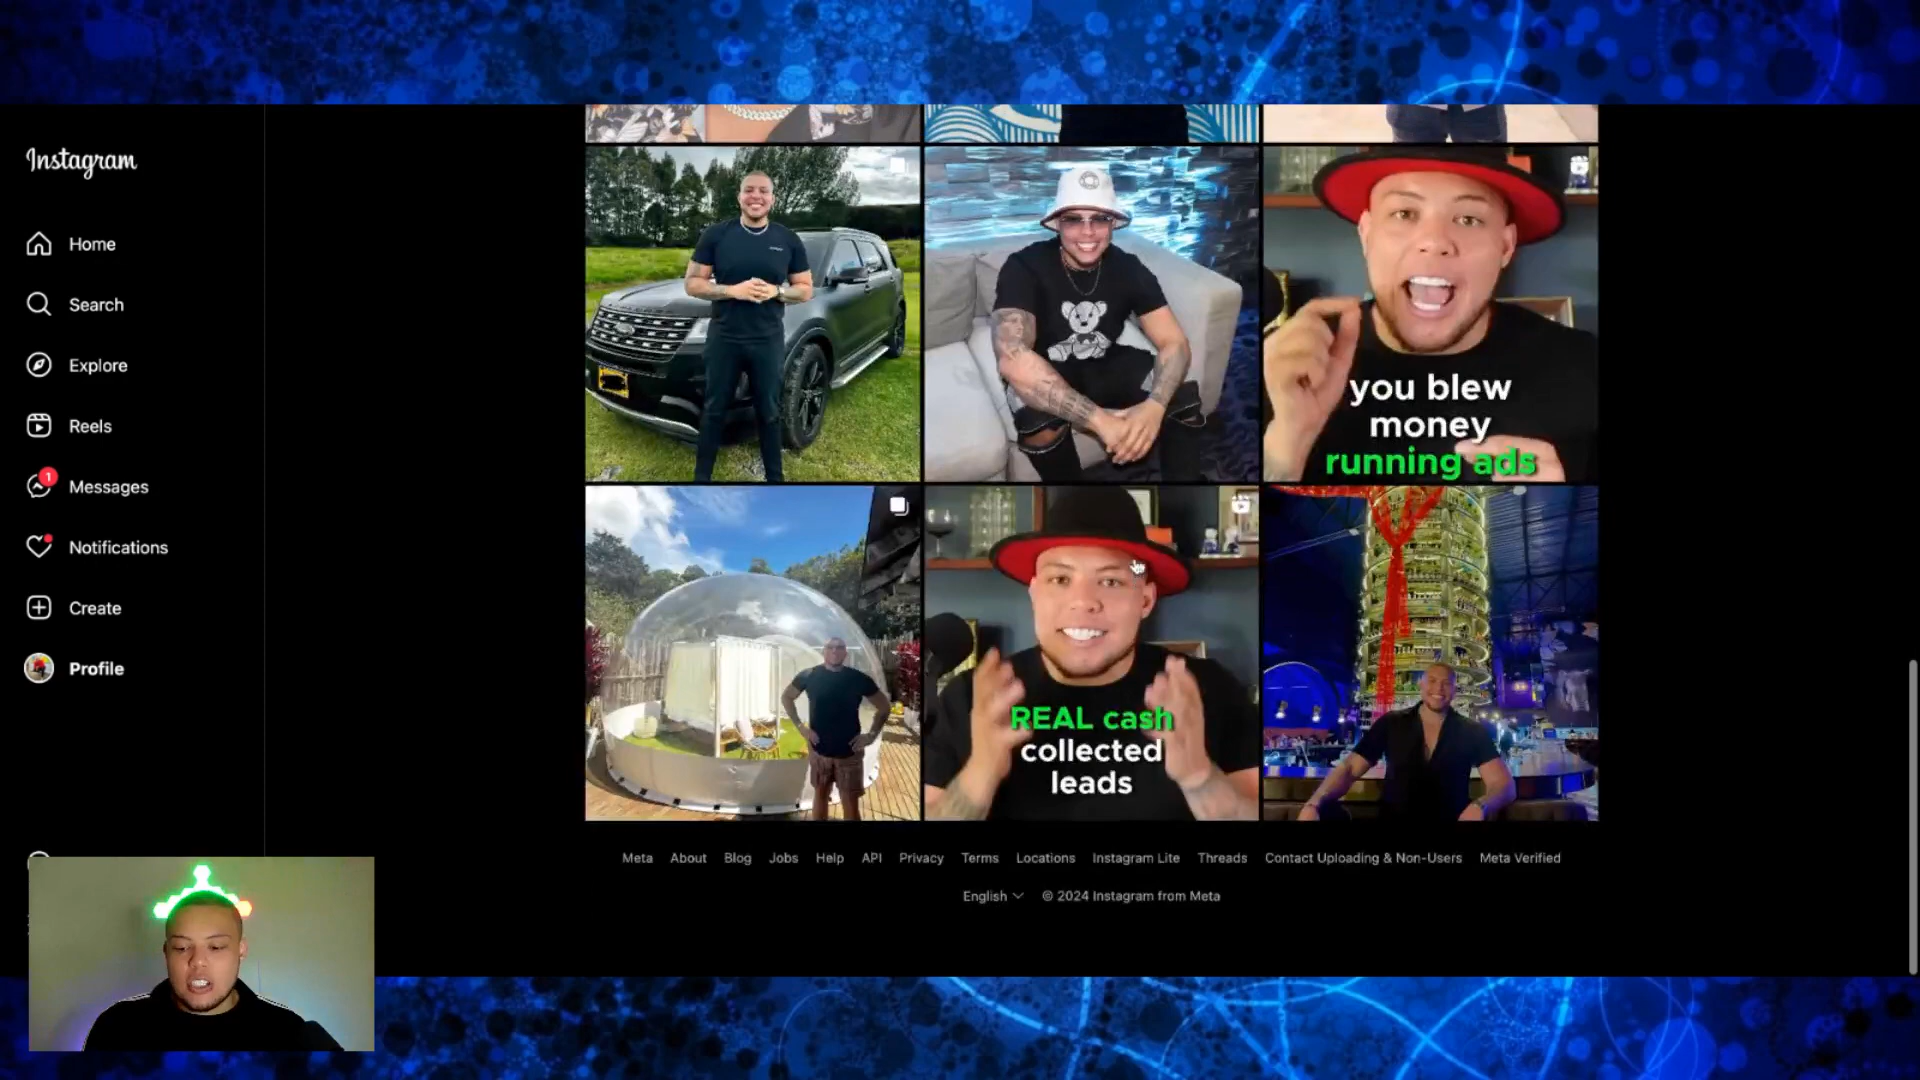 Instagram
Home
Search
Explore
Reels
1
Messages
Notifications
Create
Profile
you blew
money
running ads
REAL cash
collected
leads
Meta About Blog Jobs Help API Privacy Terms Locations Instagram Lite Threads Contact Uploading & Non-Users Meta Verified
English © 2024 Instagram from Meta